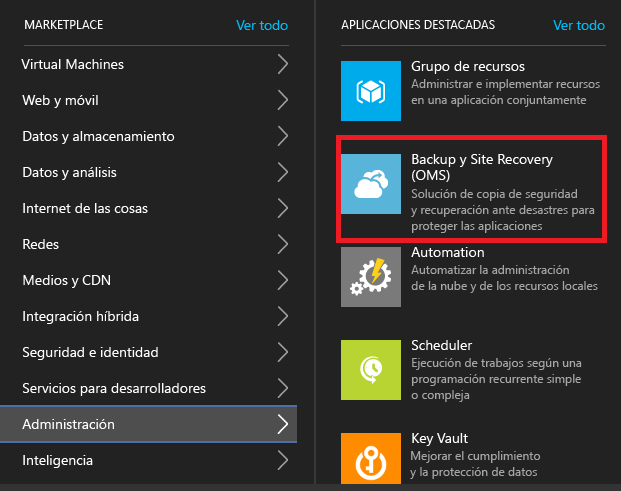 MARKETPLACE
Ver todo
Virtual Machines
Web y móvil
Datos y almacenamiento
Datos y análisis
Internet de las cosas
Redes
Medios y CDN
Integración híbrida
Seguridad e identidad
Servicios para desarrolladores
Administración
Inteligencia
APLICACIONES DESTACADAS
Ver todo
Grupo de recursos
Administrar e implementar recursos
en una aplicación conjuntamente
Backup y Site Recovery
(OMS)
Solución de copia de seguridad
y recuperación ante desastres para
proteger las aplicaciones
Automation
Automatizar la administración
de la nube y de los recursos locales
Scheduler
Ejecución de trabajos según una
programación recurrente simple
o compleja
Key Vault
Mejorar el cumplimiento
y la protección de datos